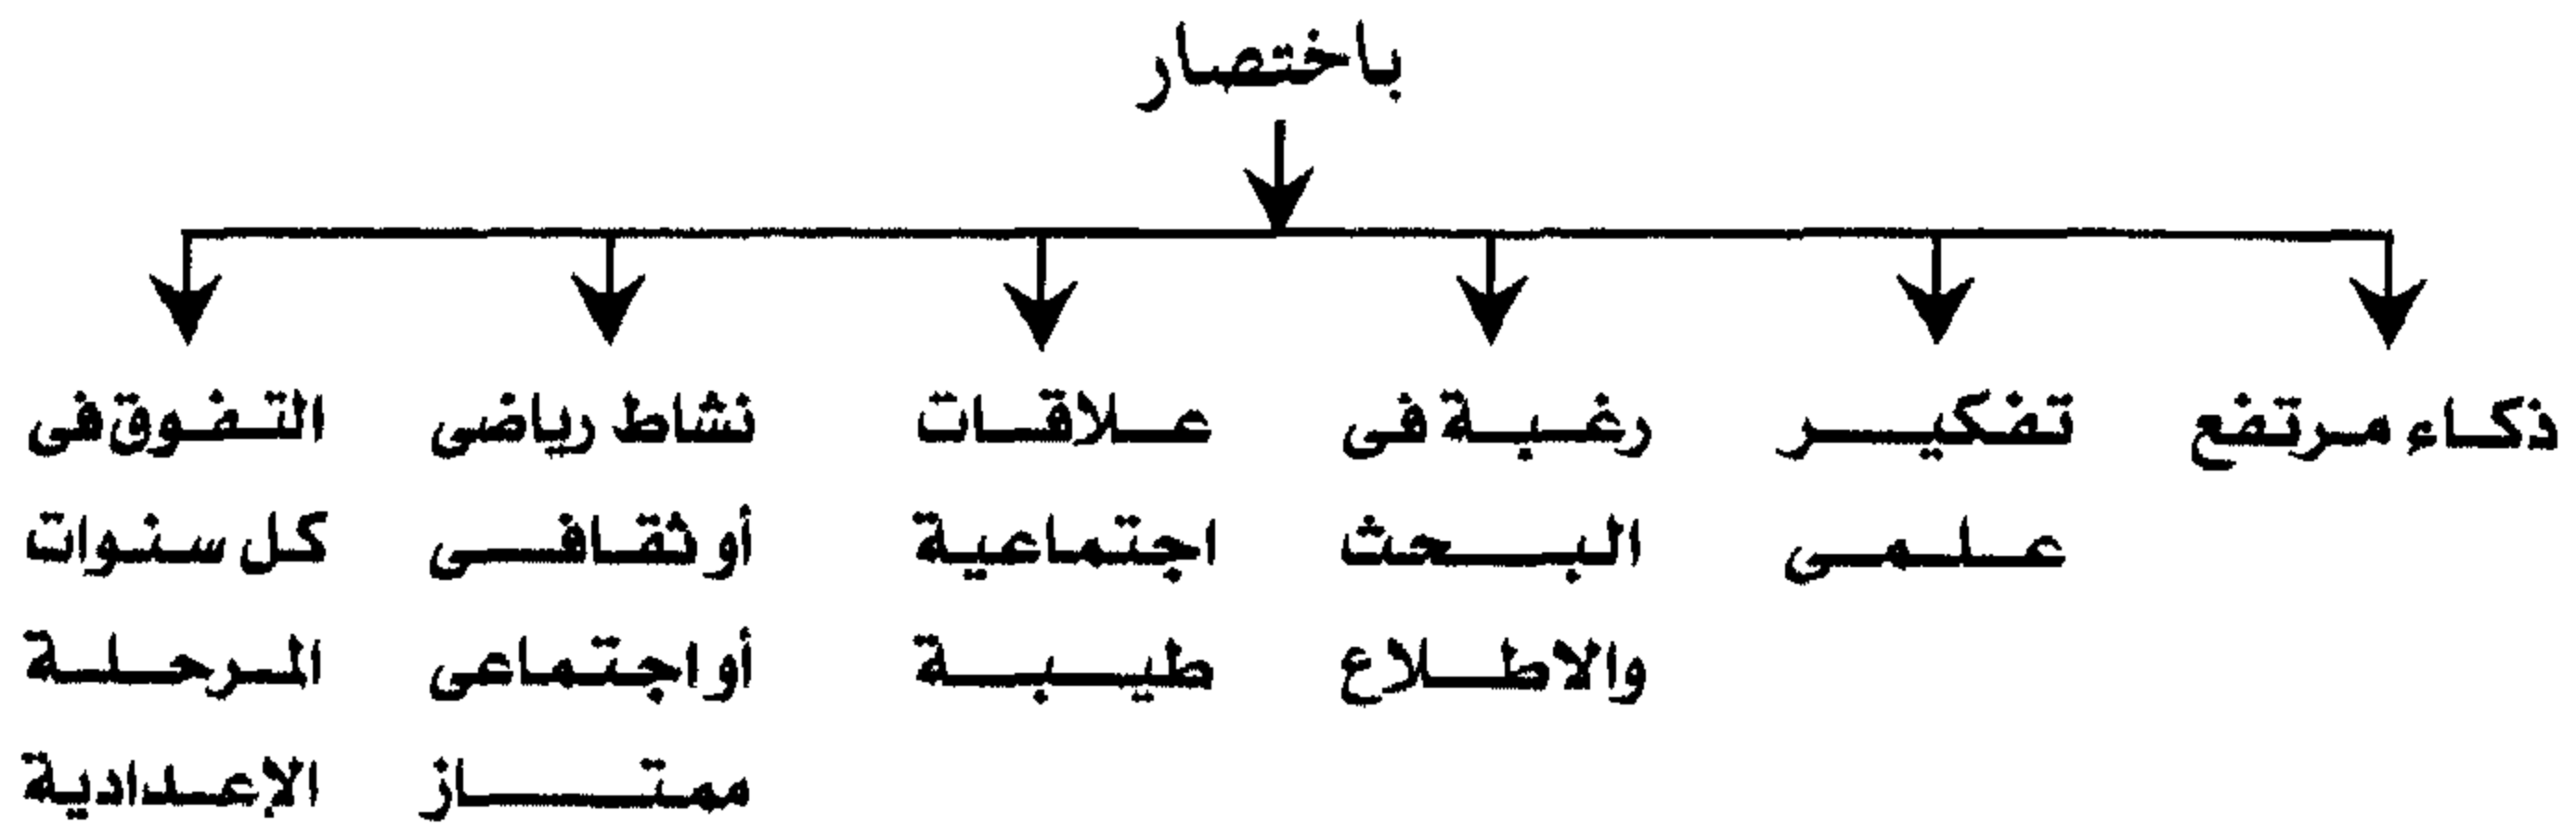 باختصار
ذكاء مرتفع
تفكير
علمى
رغبة فى
البحث
والاطلاع
علاقات
اجتماعية
طيبة
نشاط رياضى
أو ثقافى
أو اجتماعى
ممتاز
التفوق فى
كل سنوات
المرحلة
الإعدادية